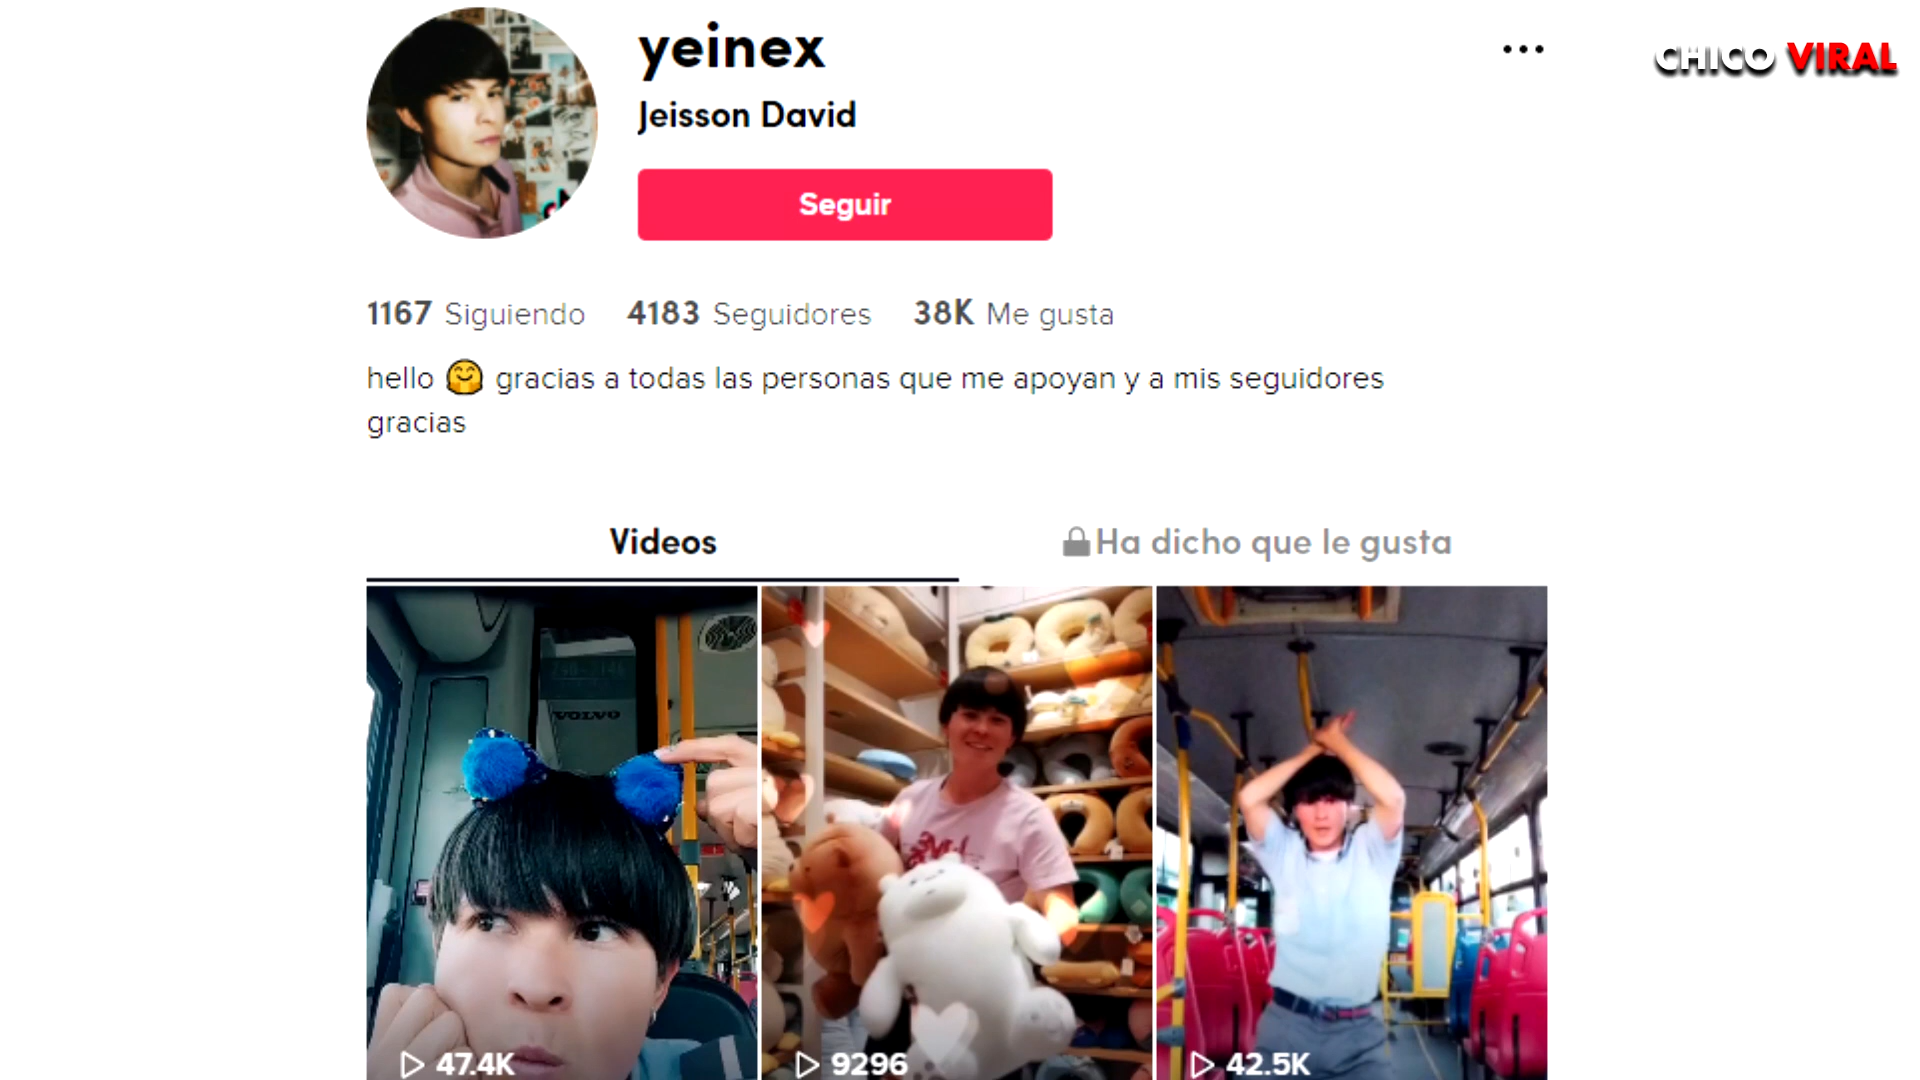 yeinex
CHICO VIRAL
Jeisson David
Seguir
1167 Siguiendo 4183 Seguidores 38K Me gusta
hello 🤗 gracias a todas las personas que me apoyan y a mis seguidores
gracias
Videos
Ha dicho que le gusta
VOLVO
47.4K
9296
42.5K